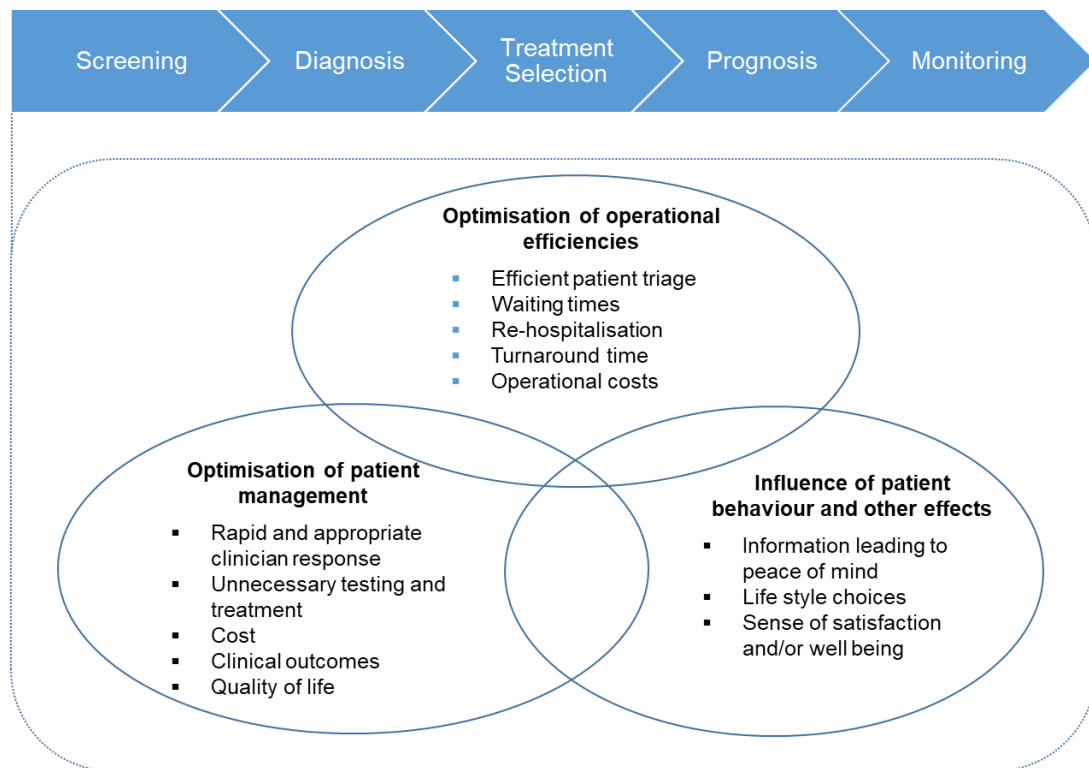 Screening
Diagnosis
Treatment
Selection
Prognosis
Monitoring
Optimisation of operational
efficiencies
▪ Efficient patient triage
▪ Waiting times
▪ Re-hospitalisation
▪ Turnaround time
▪ Operational costs
Optimisation of patient
management
▪ Rapid and appropriate
clinician response
▪ Unnecessary testing and
treatment
▪ Cost
▪ Clinical outcomes
▪ Quality of life
Influence of patient
behaviour and other effects
▪ Information leading to
peace of mind
▪ Life style choices
▪ Sense of satisfaction
and/or well being